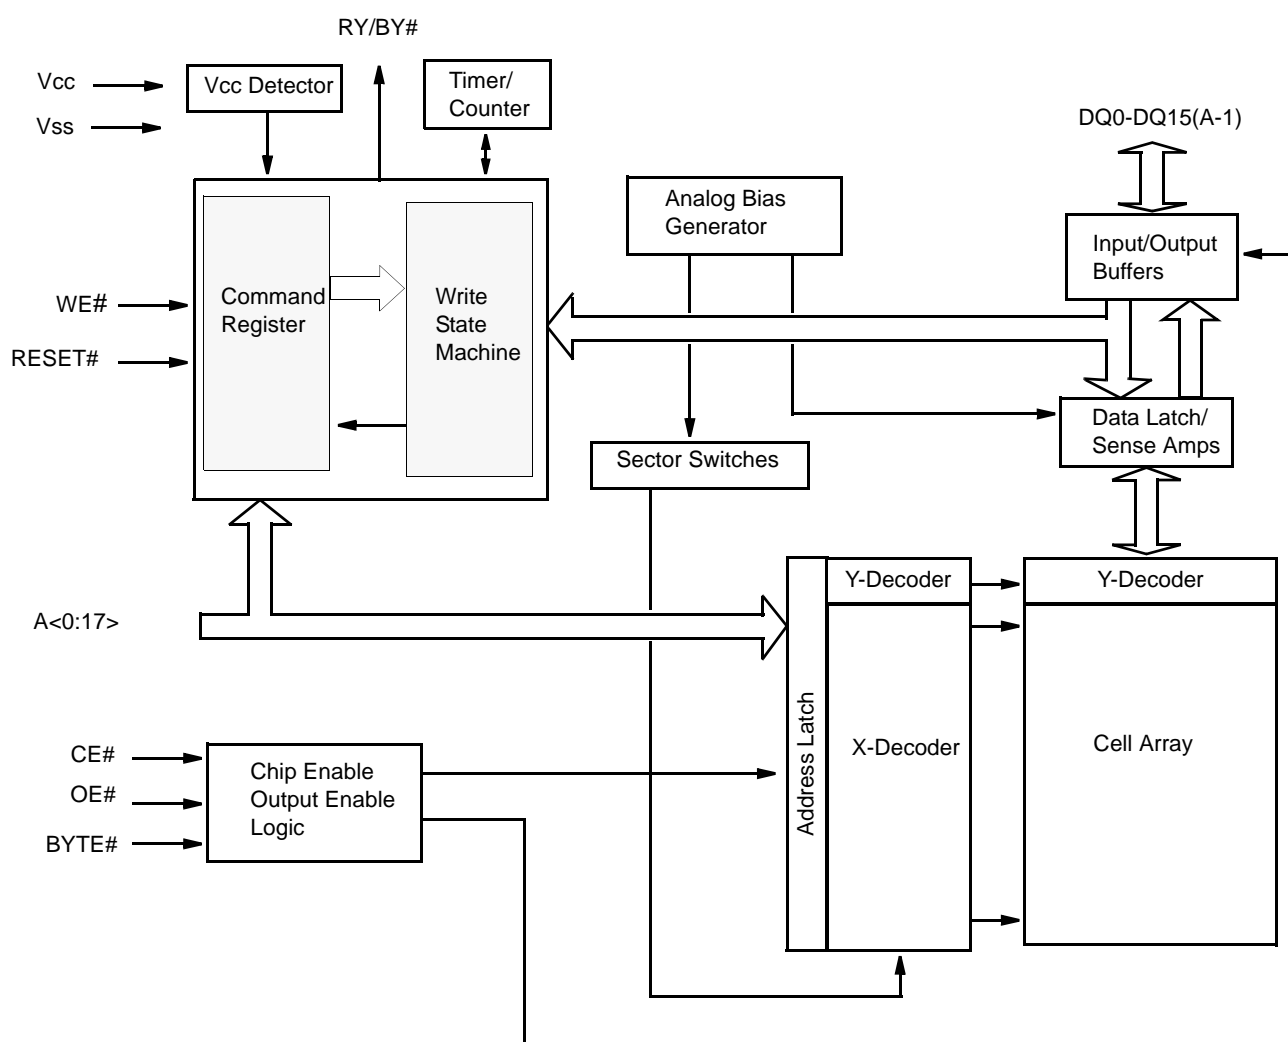 RY/BY#
Vcc
Vcc Detector
Timer/
Counter
Vss
DQ0-DQ15(A-1)
Analog Bias
Generator
Input/Output
Buffers
WE#
RESET#
Command
Register
Write
State
Machine
Sector Switches
Data Latch/
Sense Amps
A<0:17>
Address Latch
Y-Decoder
Y-Decoder
X-Decoder
Cell Array
CE#
OE#
BYTE#
Chip Enable
Output Enable
Logic